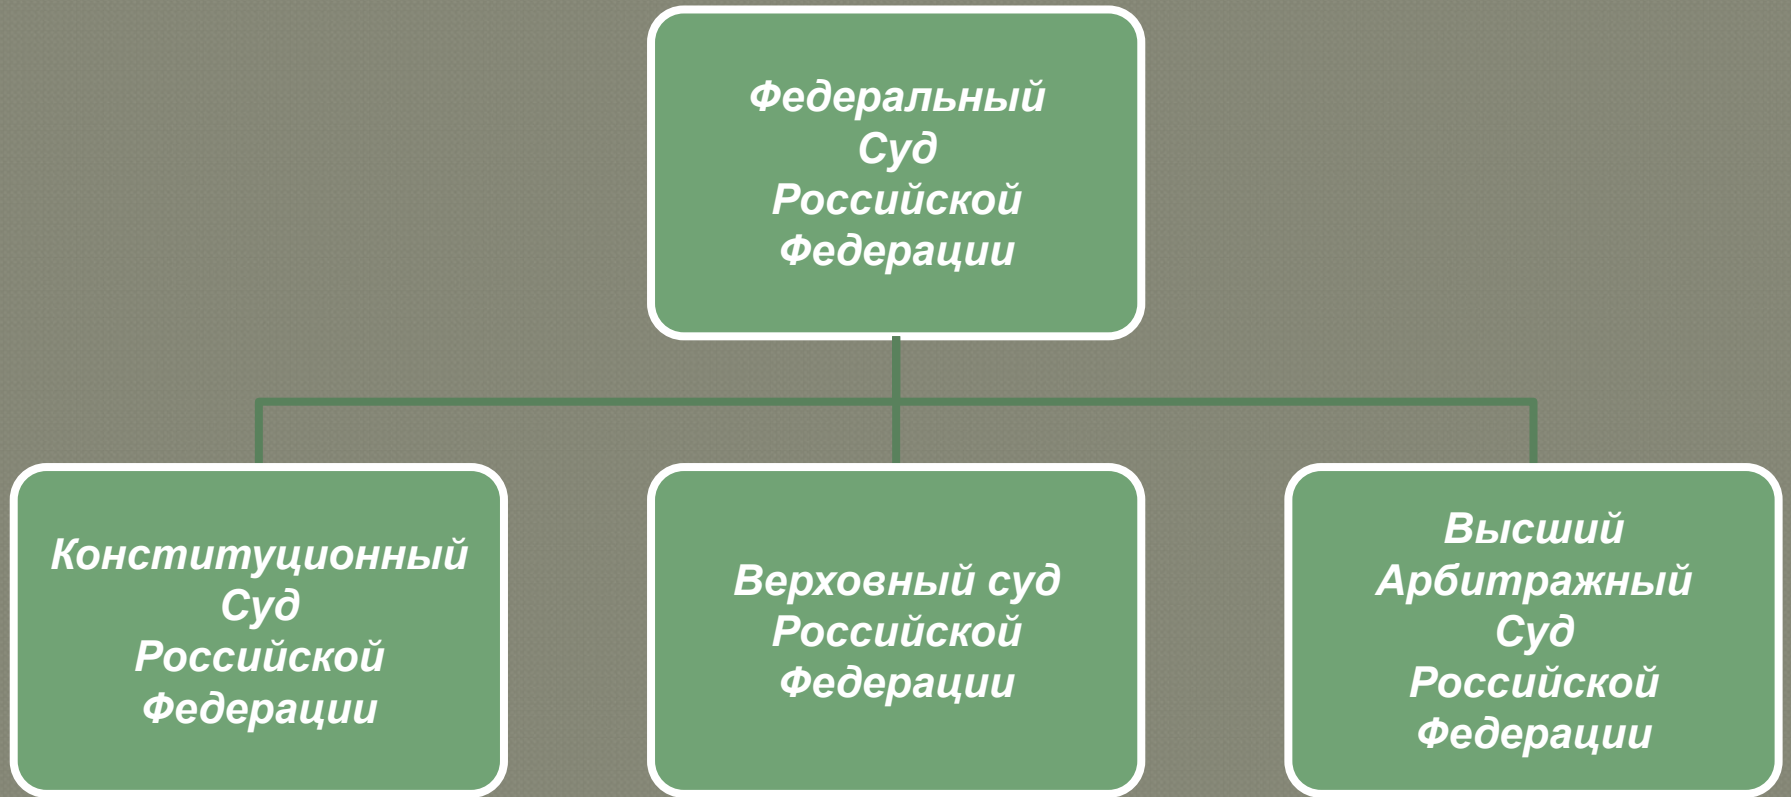 Федеральный
Суд
Российской
Федерации
Конституционный
Суд
Российской
Федерации
Верховный суд
Российской
Федерации
Высший
Арбитражный
Суд
Российской
Федерации